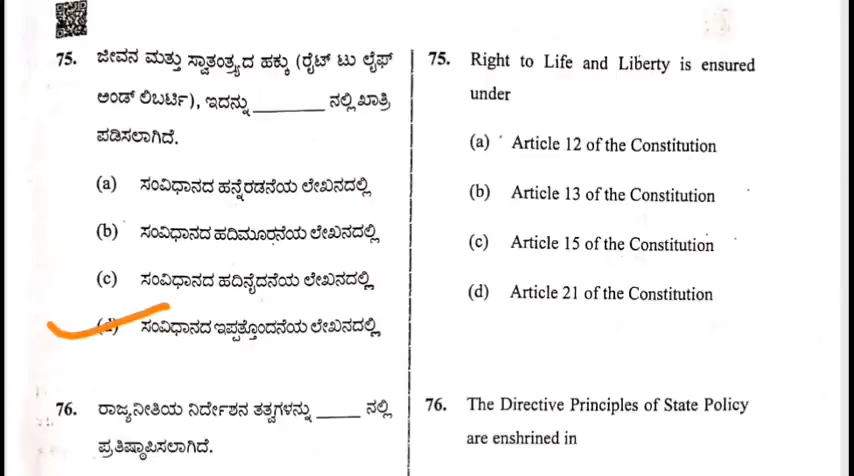 75. ಜೀವನ ಮತ್ತು ಸ್ವಾತಂತ್ರ್ಯದ ಹಕ್ಕು (ರೈಟ್ ಟು ಲೈಫ್
ಅಂಡ್ ಲಿಬರ್ಟಿ), ಇದನ್ನು ________ ನಲ್ಲಿ ಖಾತ್ರಿ
ಪಡಿಸಲಾಗಿದೆ.
(a) ಸಂವಿಧಾನದ ಹನ್ನೆರಡನೆಯ ಲೇಖನದಲ್ಲಿ
(b) ಸಂವಿಧಾನದ ಹದಿಮೂರನೆಯ ಲೇಖನದಲ್ಲಿ
(c) ಸಂವಿಧಾನದ ಹದಿನೈದನೆಯ ಲೇಖನದಲ್ಲಿ
(d) ಸಂವಿಧಾನದ ಇಪ್ಪತ್ತೊಂದನೆಯ ಲೇಖನದಲ್ಲಿ
76. ರಾಜ್ಯನೀತಿಯ ನಿರ್ದೇಶನ ತತ್ವಗಳನ್ನು _____ ನಲ್ಲಿ
ಪ್ರತಿಷ್ಠಾಪಿಸಲಾಗಿದೆ.
75. Right to Life and Liberty is ensured
under
(a) Article 12 of the Constitution
(b) Article 13 of the Constitution
(c) Article 15 of the Constitution
(d) Article 21 of the Constitution
76. The Directive Principles of State Policy
are enshrined in